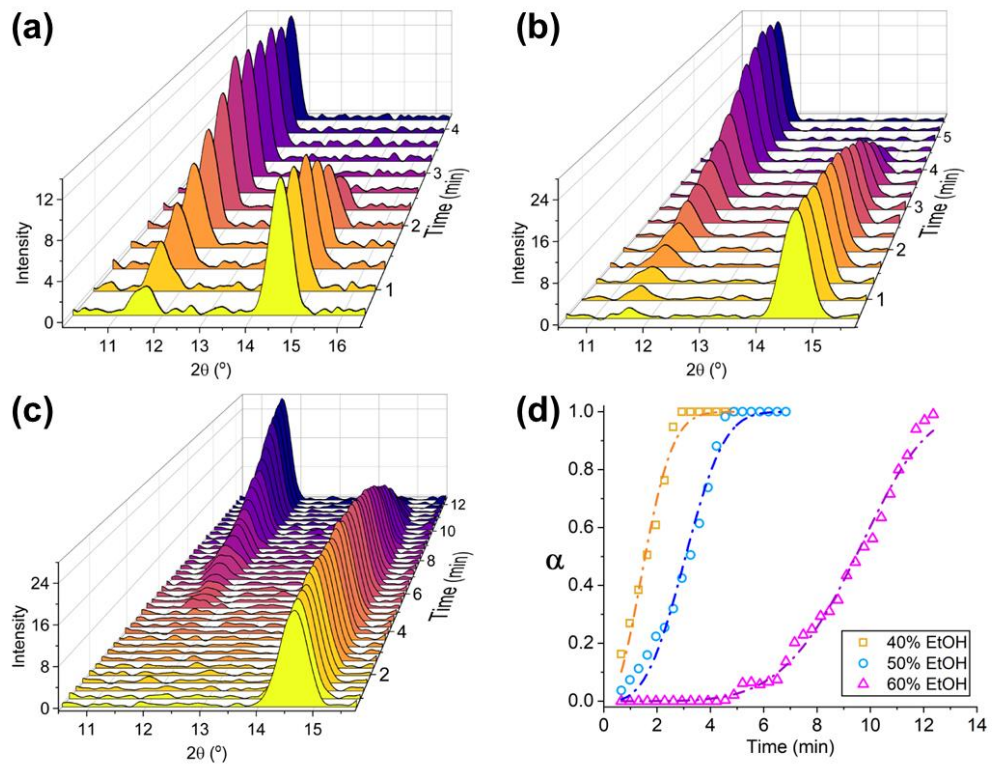 (a)
12
8
4
0
Intensity
11 12 13 14 15 16
2θ (°)
1
2
3
4
Time (min)
(b)
24
16
8
0
Intensity
11 12 13 14 15
2θ (°)
1
2
3
4
5
Time (min)
(c)
24
16
8
0
Intensity
11 12 13 14 15
2θ (°)
2
4
6
8
10
12
Time (min)
(d)
1.0
0.8
0.6
0.4
0.2
0.0
α
0 2 4 6 8 10 12 14
Time (min)
40% EtOH
50% EtOH
60% EtOH